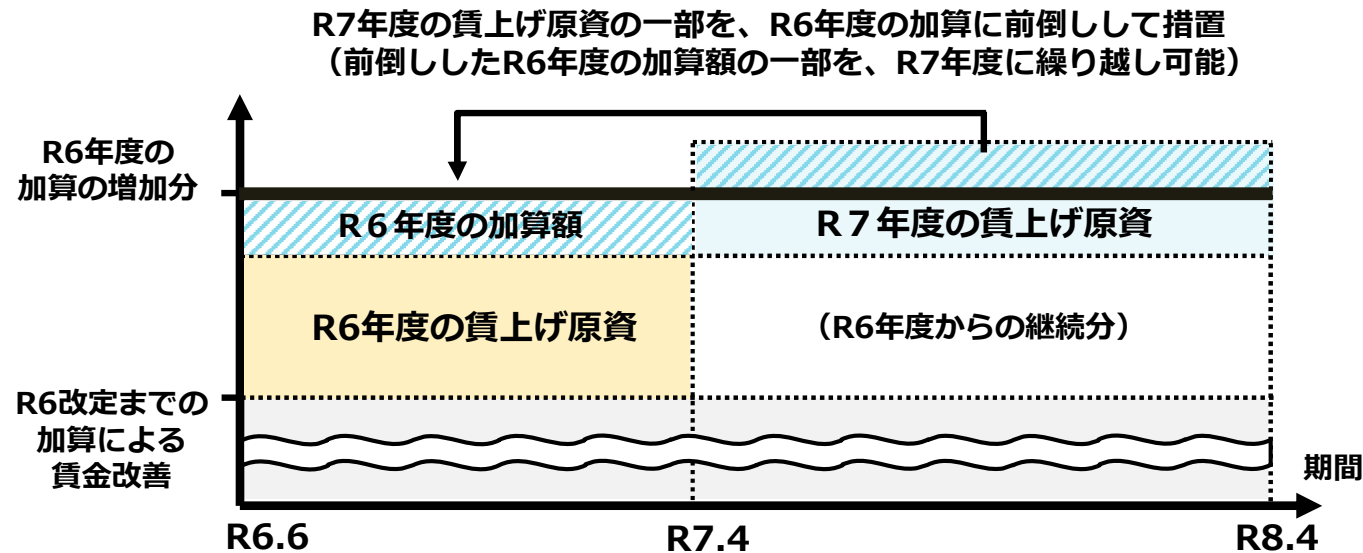 R7年度の賃上げ原資の一部を、R6年度の加算に前倒しして措置
（前倒ししたR6年度の加算額の一部を、R7年度に繰り越し可能）
R6年度の
加算の増加分
R６年度の加算額
R７年度の賃上げ原資
R6年度の賃上げ原資
（R6年度からの継続分）
R6改定までの
加算による
賃金改善
期間
R6.6
R7.4
R8.4